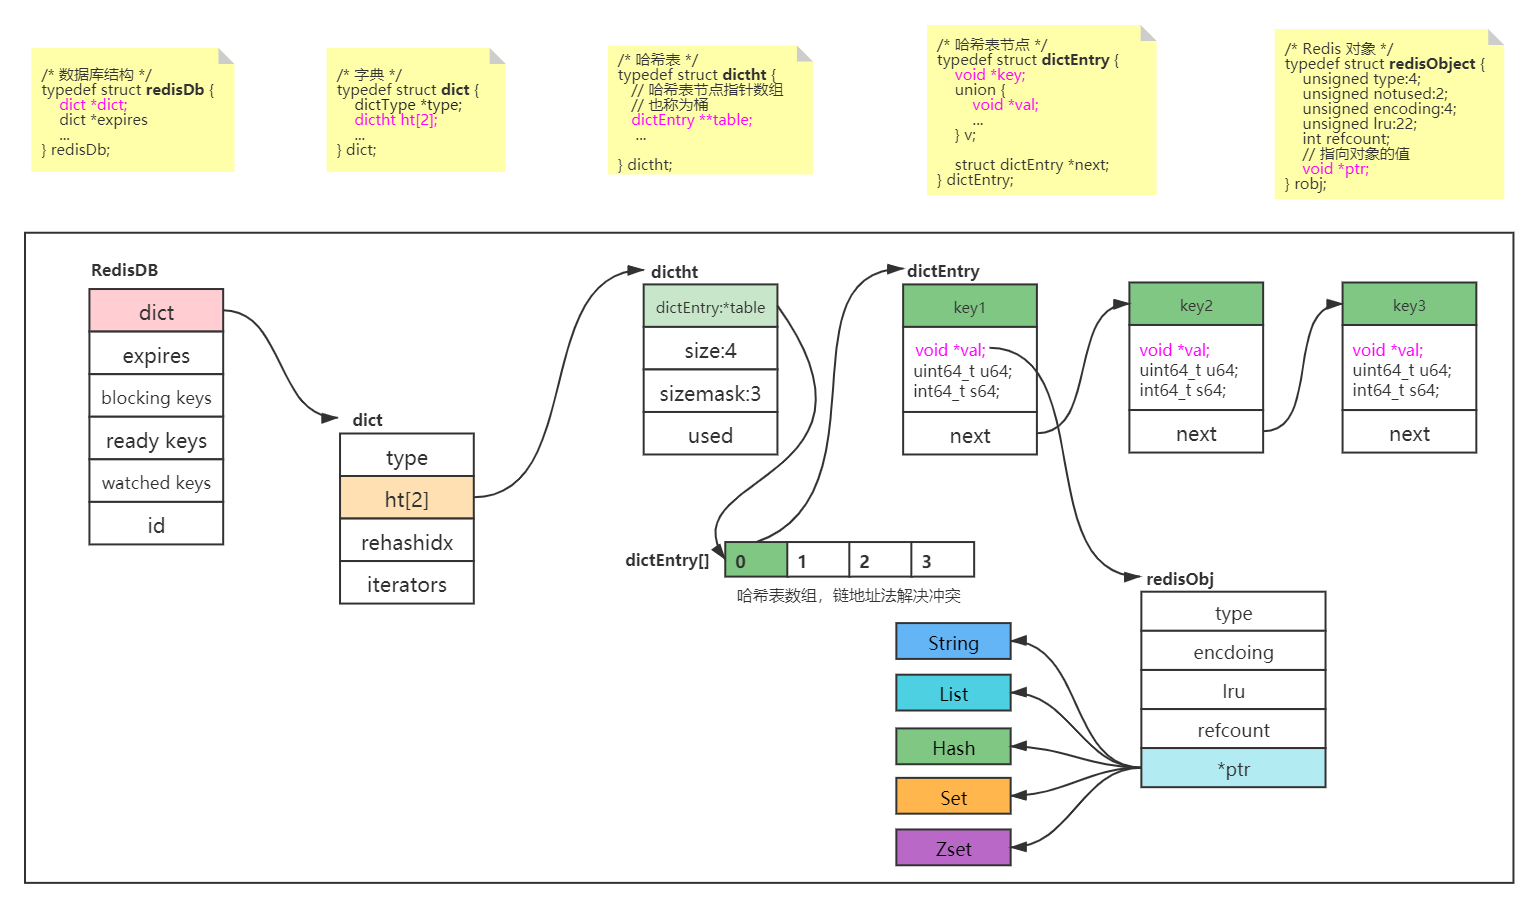 /* 数据库结构 */
typedef struct redisDb {
dict *dict;
dict *expires
...
} redisDb;
/* 字典 */
typedef struct dict {
dictType *type;
dictht ht[2];
...
} dict;
/* 哈希表 */
typedef struct dictht {
// 哈希表节点指针数组
// 也称为桶
dictEntry **table;
...
} dictht;
/* 哈希表节点 */
typedef struct dictEntry {
void *key;
union {
void *val;
...
} v;
struct dictEntry *next;
} dictEntry;
/* Redis 对象 */
typedef struct redisObject {
unsigned type:4;
unsigned notused:2;
unsigned encoding:4;
unsigned lru:22;
int refcount;
// 指向对象的值
void *ptr;
} robj;
RedisDB
dict
expires
blocking keys
ready keys
watched keys
id
dict
type
ht[2]
rehashidx
iterators
dictht
dictEntry:*table
size:4
sizemask:3
used
dictEntry[]
0
1
2
3
哈希表数组，链地址法解决冲突
dictEntry
key1
void *val;
uint64_t u64;
int64_t s64;
next
key2
void *val;
uint64_t u64;
int64_t s64;
next
key3
void *val;
uint64_t u64;
int64_t s64;
next
redisObj
type
encdoing
lru
refcount
*ptr
String
List
Hash
Set
Zset